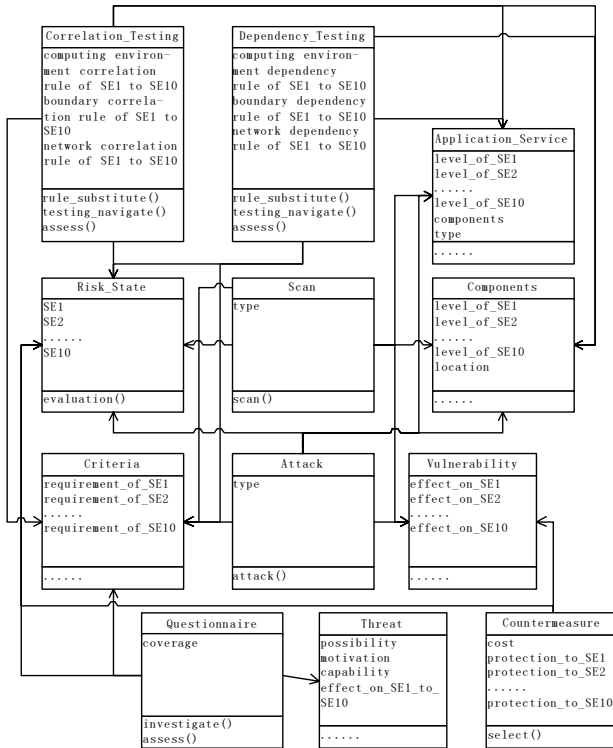 Correlation_Testing
computing environ-
ment correlation
rule of SE1 to SE10
boundary correla-
tion rule of SE1 to
SE10
network correlation
rule of SE1 to SE10
rule_substitute()
testing_navigate()
assess()
Dependency_Testing
computing environ-
ment dependency
rule of SE1 to SE10
boundary dependency
rule of SE1 to SE10
network dependency
rule of SE1 to SE10
rule_substitute()
testing_navigate()
assess()
Application_Service
level_of_SE1
level_of_SE2
......
level_of_SE10
components
type
......
Risk_State
SE1
SE2
......
SE10
evaluation()
Scan
type
scan()
Components
level_of_SE1
level_of_SE2
......
level_of_SE10
location
......
Criteria
requirement_of_SE1
requirement_of_SE2
......
requirement_of_SE10
......
Attack
type
attack()
Vulnerability
effect_on_SE1
effect_on_SE2
......
effect_on_SE10
......
Questionnaire
coverage
investigate()
assess()
Threat
possibility
motivation
capability
effect_on_SE1_to_
SE10
......
Countermeasure
cost
protection_to_SE1
protection_to_SE2
......
protection_to_SE10
select()